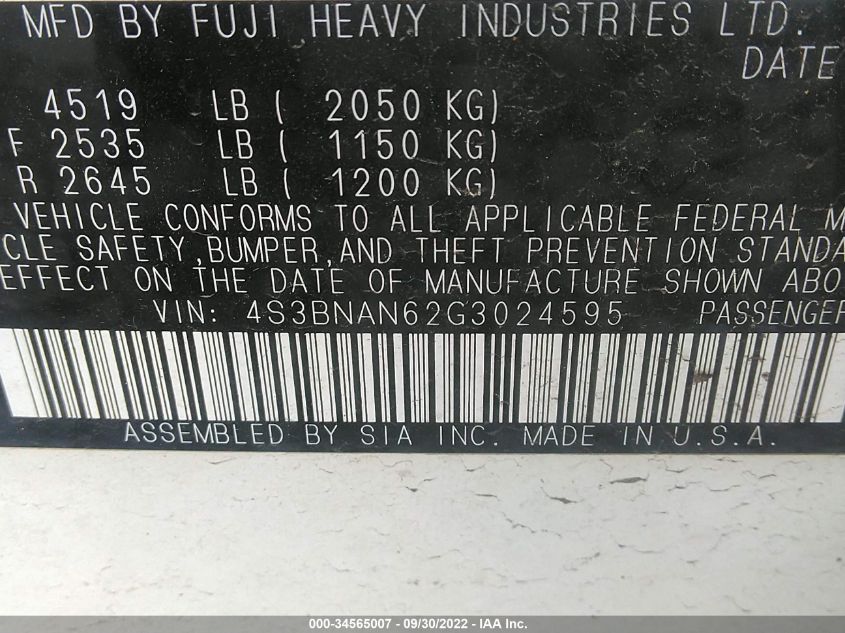 MFD BY FUJI HEAVY INDUSTRIES LTD.
DATE
4519 LB ( 2050 KG)
F 2535 LB ( 1150 KG)
R 2645 LB ( 1200 KG)
VEHICLE CONFORMS TO ALL APPLICABLE FEDERAL M
CLE SAFETY,BUMPER,AND THEFT PREVENTION STANDA
EFFECT ON THE DATE OF MANUFACTURE SHOWN ABO
VIN: 4S3BNAN62G3024595 PASSENGER
ASSEMBLED BY SIA INC. MADE IN U.S.A.
000-34565007 - 09/30/2022 - IAA Inc.